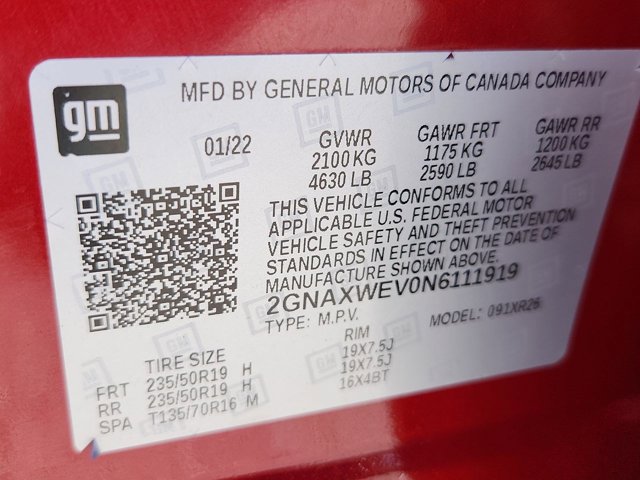 gm
MFD BY GENERAL MOTORS OF CANADA COMPANY
01/22 GVWR GAWR FRT GAWR RR
2100 KG 1175 KG 1200 KG
4630 LB 2590 LB 2645 LB
THIS VEHICLE CONFORMS TO ALL
APPLICABLE U.S. FEDERAL MOTOR
VEHICLE SAFETY AND THEFT PREVENTION
STANDARDS IN EFFECT ON THE DATE OF
MANUFACTURE SHOWN ABOVE.
2GNAXWEV0N6111919
TYPE: M.P.V. MODEL: 091XR26
TIRE SIZE RIM
FRT 235/50R19 H 19X7.5J
RR 235/50R19 H 19X7.5J
SPA T135/70R16 M 16X4BT